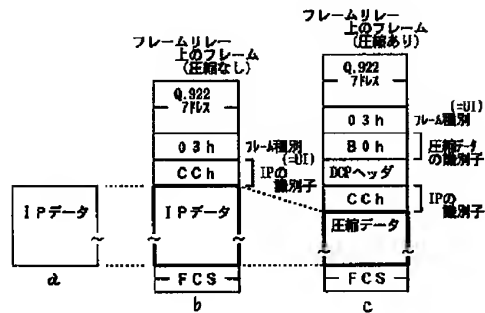 フレームリレー
上のフレーム
(圧縮なし)
Q.922
アドレス
03h
フレーム種別
(=UI)
CCh
IPの
識別子
IPデータ
IPデータ
FCS
a
b
フレームリレー
上のフレーム
(圧縮あり)
Q.922
アドレス
(=UI)
03h
フレーム種別
80h
圧縮データ
の識別子
DCPヘッダ
CCh
IPの
識別子
圧縮データ
FCS
c